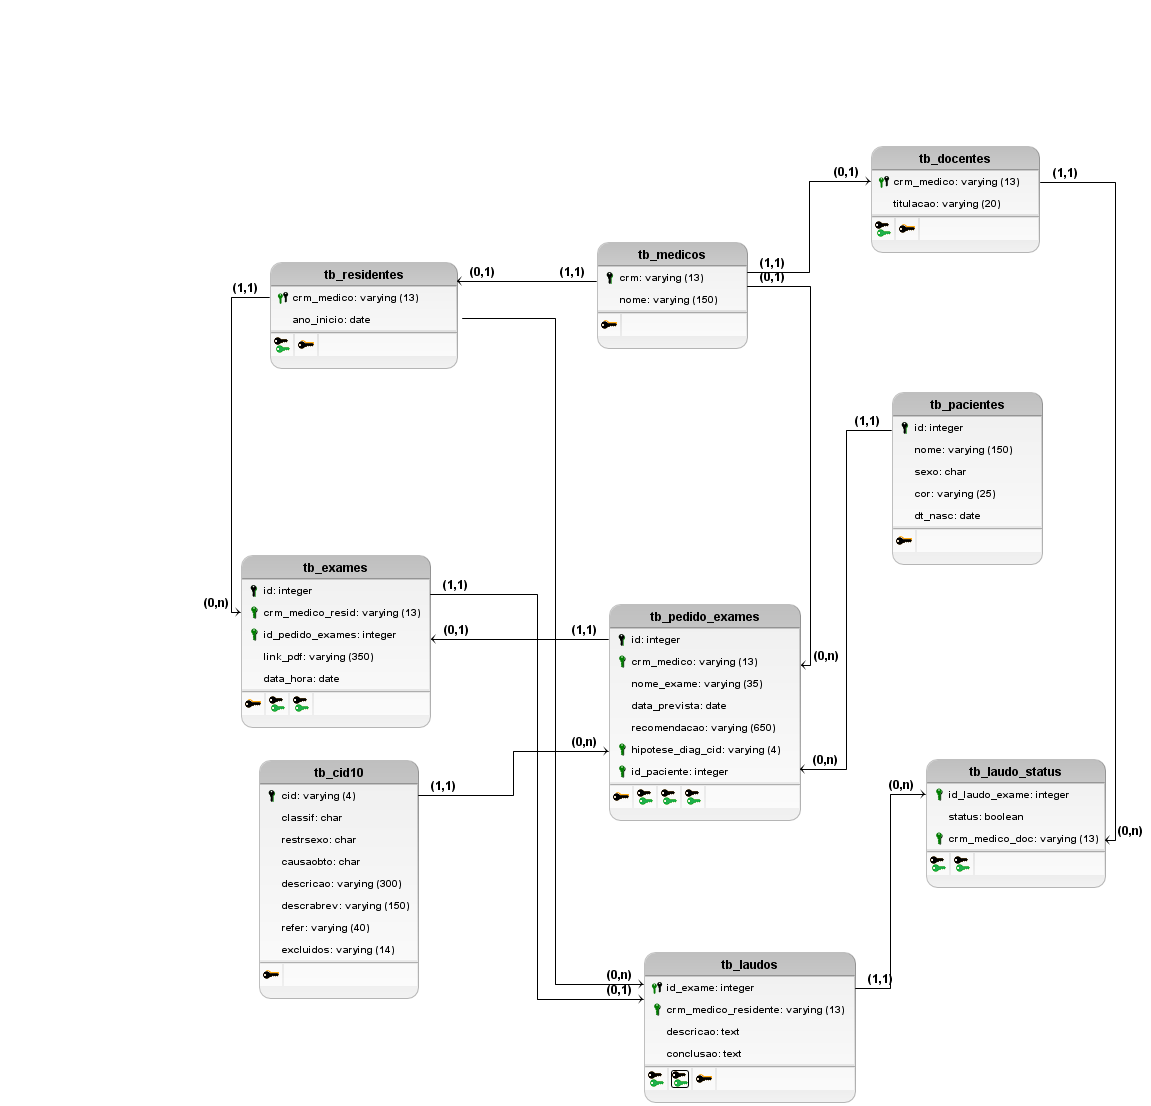 tb_docentes
crm_medico: varying (13)
titulacao: varying (20)
(0,1)
(1,1)
tb_medicos
crm: varying (13)
nome: varying (150)
(1,1)
(0,1)
(0,1)
(1,1)
tb_residentes
crm_medico: varying (13)
ano_inicio: date
(1,1)
tb_pacientes
id: integer
nome: varying (150)
sexo: char
cor: varying (25)
dt_nasc: date
(1,1)
tb_exames
id: integer
crm_medico_resid: varying (13)
id_pedido_exames: integer
link_pdf: varying (350)
data_hora: date
(0,n)
(1,1)
(0,1)
(1,1)
tb_pedido_exames
id: integer
crm_medico: varying (13)
nome_exame: varying (35)
data_prevista: date
recomendacao: varying (650)
hipotese_diag_cid: varying (4)
id_paciente: integer
(0,n)
(0,n)
(0,n)
tb_cid10
cid: varying (4)
classif: char
restrsexo: char
causaobto: char
descricao: varying (300)
descrabrev: varying (150)
refer: varying (40)
excluidos: varying (14)
(1,1)
tb_laudo_status
id_laudo_exame: integer
status: boolean
crm_medico_doc: varying (13)
(0,n)
(0,n)
tb_laudos
id_exame: integer
crm_medico_residente: varying (13)
descricao: text
conclusao: text
(0,n)
(0,1)
(1,1)